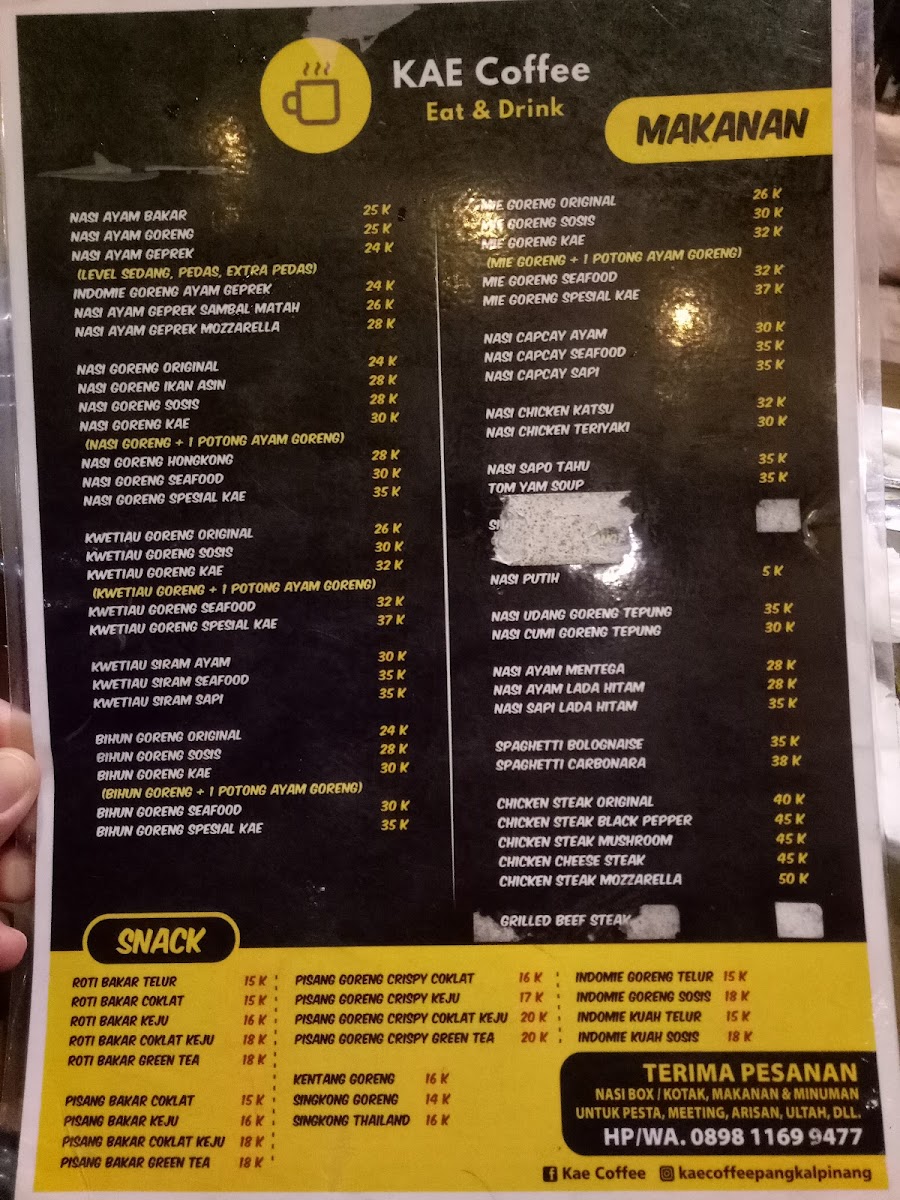 KAE Coffee
Eat & Drink
MAKANAN
NASI AYAM BAKAR 25 K
NASI AYAM GORENG 25 K
NASI AYAM GEPREK 24 K
(LEVEL SEDANG, PEDAS, EXTRA PEDAS)
INDOMIE GORENG AYAM GEPREK 24 K
NASI AYAM GEPREK SAMBAL MATAH 26 K
NASI AYAM GEPREK MOZZARELLA 28 K
NASI GORENG ORIGINAL 24 K
NASI GORENG IKAN ASIN 28 K
NASI GORENG SOSIS 28 K
NASI GORENG KAE 30 K
(NASI GORENG + 1 POTONG AYAM GORENG)
NASI GORENG HONGKONG 28 K
NASI GORENG SEAFOOD 30 K
NASI GORENG SPESIAL KAE 35 K
KWETIAU GORENG ORIGINAL 26 K
KWETIAU GORENG SOSIS 30 K
KWETIAU GORENG KAE 32 K
(KWETIAU GORENG + 1 POTONG AYAM GORENG)
KWETIAU GORENG SEAFOOD 32 K
KWETIAU GORENG SPESIAL KAE 37 K
KWETIAU SIRAM AYAM 30 K
KWETIAU SIRAM SEAFOOD 35 K
KWETIAU SIRAM SAPI 35 K
BIHUN GORENG ORIGINAL 24 K
BIHUN GORENG SOSIS 28 K
BIHUN GORENG KAE 30 K
(BIHUN GORENG + 1 POTONG AYAM GORENG)
BIHUN GORENG SEAFOOD 30 K
BIHUN GORENG SPESIAL KAE 35 K
MIE GORENG ORIGINAL 26 K
MIE GORENG SOSIS 30 K
MIE GORENG KAE 32 K
(MIE GORENG + 1 POTONG AYAM GORENG)
MIE GORENG SEAFOOD 32 K
MIE GORENG SPESIAL KAE 37 K
NASI CAPCAY AYAM 30 K
NASI CAPCAY SEAFOOD 35 K
NASI CAPCAY SAPI 35 K
NASI CHICKEN KATSU 32 K
NASI CHICKEN TERIYAKI 30 K
NASI SAPO TAHU 35 K
TOM YAM SOUP 35 K
NASI PUTIH 5 K
NASI UDANG GORENG TEPUNG 35 K
NASI CUMI GORENG TEPUNG 30 K
NASI AYAM MENTEGA 28 K
NASI AYAM LADA HITAM 28 K
NASI SAPI LADA HITAM 35 K
SPAGHETTI BOLOGNAISE 35 K
SPAGHETTI CARBONARA 38 K
CHICKEN STEAK ORIGINAL 40 K
CHICKEN STEAK BLACK PEPPER 45 K
CHICKEN STEAK MUSHROOM 45 K
CHICKEN CHEESE STEAK 45 K
CHICKEN STEAK MOZZARELLA 50 K
GRILLED BEEF STEAK
SNACK
ROTI BAKAR TELUR 15 K
ROTI BAKAR COKLAT 15 K
ROTI BAKAR KEJU 16 K
ROTI BAKAR COKLAT KEJU 18 K
ROTI BAKAR GREEN TEA 18 K
PISANG BAKAR COKLAT 15 K
PISANG BAKAR KEJU 16 K
PISANG BAKAR COKLAT KEJU 18 K
PISANG BAKAR GREEN TEA 18 K
PISANG GORENG CRISPY COKLAT 16 K
PISANG GORENG CRISPY KEJU 17 K
PISANG GORENG CRISPY COKLAT KEJU 20 K
PISANG GORENG CRISPY GREEN TEA 20 K
KENTANG GORENG 16 K
SINGKONG GORENG 14 K
SINGKONG THAILAND 16 K
INDOMIE GORENG TELUR 15 K
INDOMIE GORENG SOSIS 18 K
INDOMIE KUAH TELUR 15 K
INDOMIE KUAH SOSIS 18 K
TERIMA PESANAN
NASI BOX / KOTAK, MAKANAN & MINUMAN
UNTUK PESTA, MEETING, ARISAN, ULTAH, DLL.
HP/WA. 0898 1169 9477
Kae Coffee kaecoffeepangkalpinang